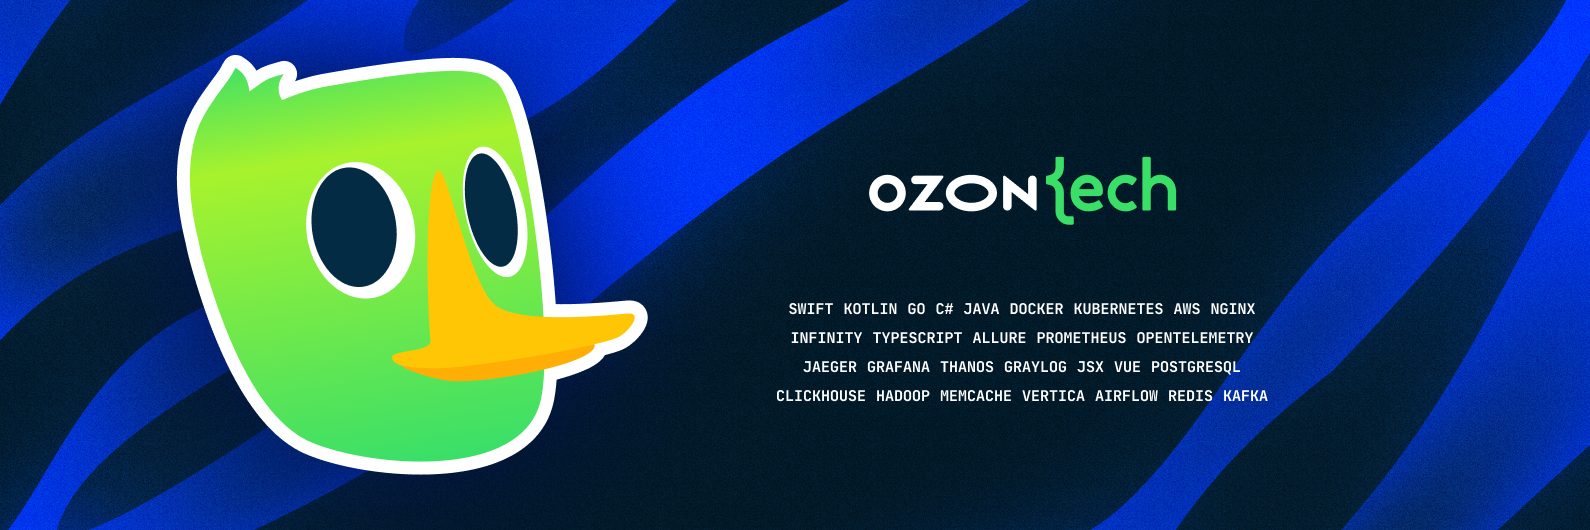 OZON{ech
SWIFT KOTLIN GO C# JAVA DOCKER KUBERNETES AWS NGINX
INFINITY TYPESCRIPT ALLURE PROMETHEUS OPENTELEMETRY
JAEGER GRAFANA THANOS GRAYLOG JSX VUE POSTGRESQL
CLICKHOUSE HADOOP MEMCACHE VERTICA AIRFLOW REDIS KAFKA